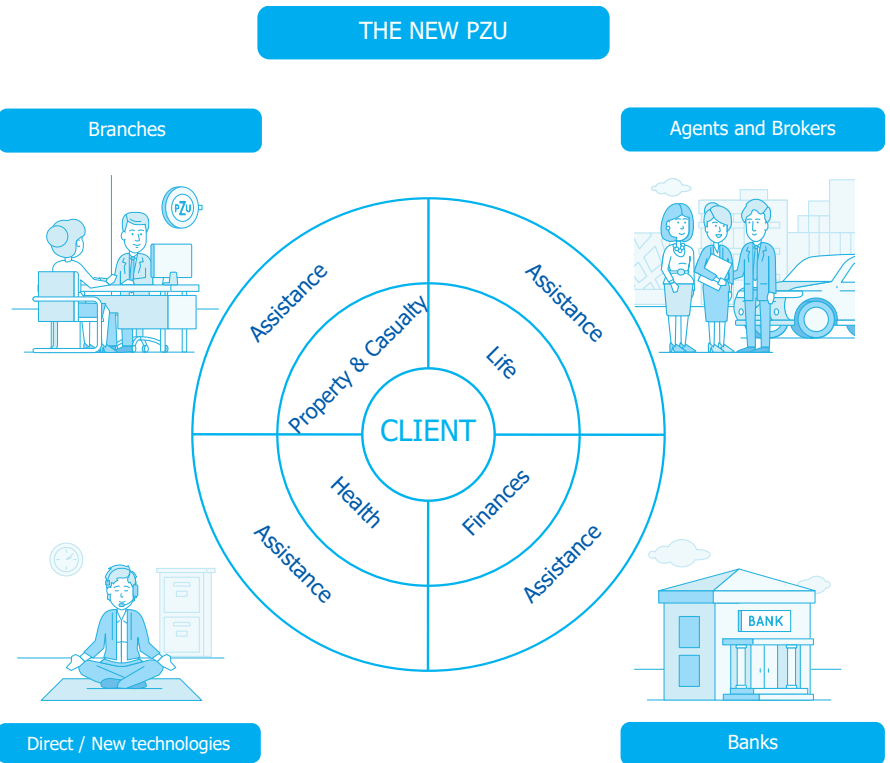 THE NEW PZU
Branches
Agents and Brokers
PZU
Assistance
Assistance
Property & Casualty
Life
CLIENT
Health
Finances
Assistance
Assistance
BANK
Direct / New technologies
Banks